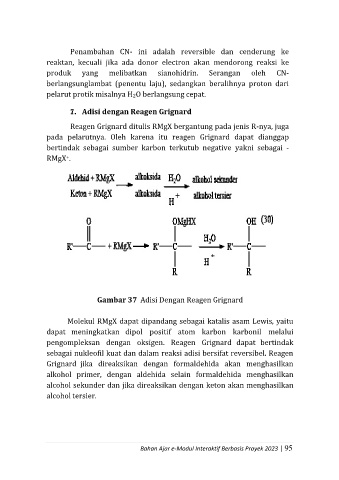 Penambahan CN- ini adalah reversible dan cenderung ke
reaktan, kecuali jika ada donor electron akan mendorong reaksi ke
produk yang melibatkan sianohidrin. Serangan oleh CN-
berlangsunglambat (penentu laju), sedangkan beralihnya proton dari
pelarut protik misalnya H₂O berlangsung cepat.
7. Adisi dengan Reagen Grignard
Reagen Grignard ditulis RMgX bergantung pada jenis R-nya, juga
pada pelarutnya. Oleh karena itu reagen Grignard dapat dianggap
bertindak sebagai sumber karbon terkutub negative yakni sebagai -
RMgX⁺.
Aldehid + RMgX alkoksida H₂O alkohol sekunder
Keton + RMgX alkoksida H⁺ alkohol tersier
O OMgHX OH (30)
R' C + RMgX R' C H₂O R' C
H⁺
R R
Gambar 37 Adisi Dengan Reagen Grignard
Molekul RMgX dapat dipandang sebagai katalis asam Lewis, yaitu
dapat meningkatkan dipol positif atom karbon karbonil melalui
pengompleksan dengan oksigen. Reagen Grignard dapat bertindak
sebagai nukleofil kuat dan dalam reaksi adisi bersifat reversibel. Reagen
Grignard jika direaksikan dengan formaldehida akan menghasilkan
alkohol primer, dengan aldehida selain formaldehida menghasilkan
alcohol sekunder dan jika direaksikan dengan keton akan menghasilkan
alcohol tersier.
Bahan Ajar e-Modul Interaktif Berbasis Proyek 2023 | 95